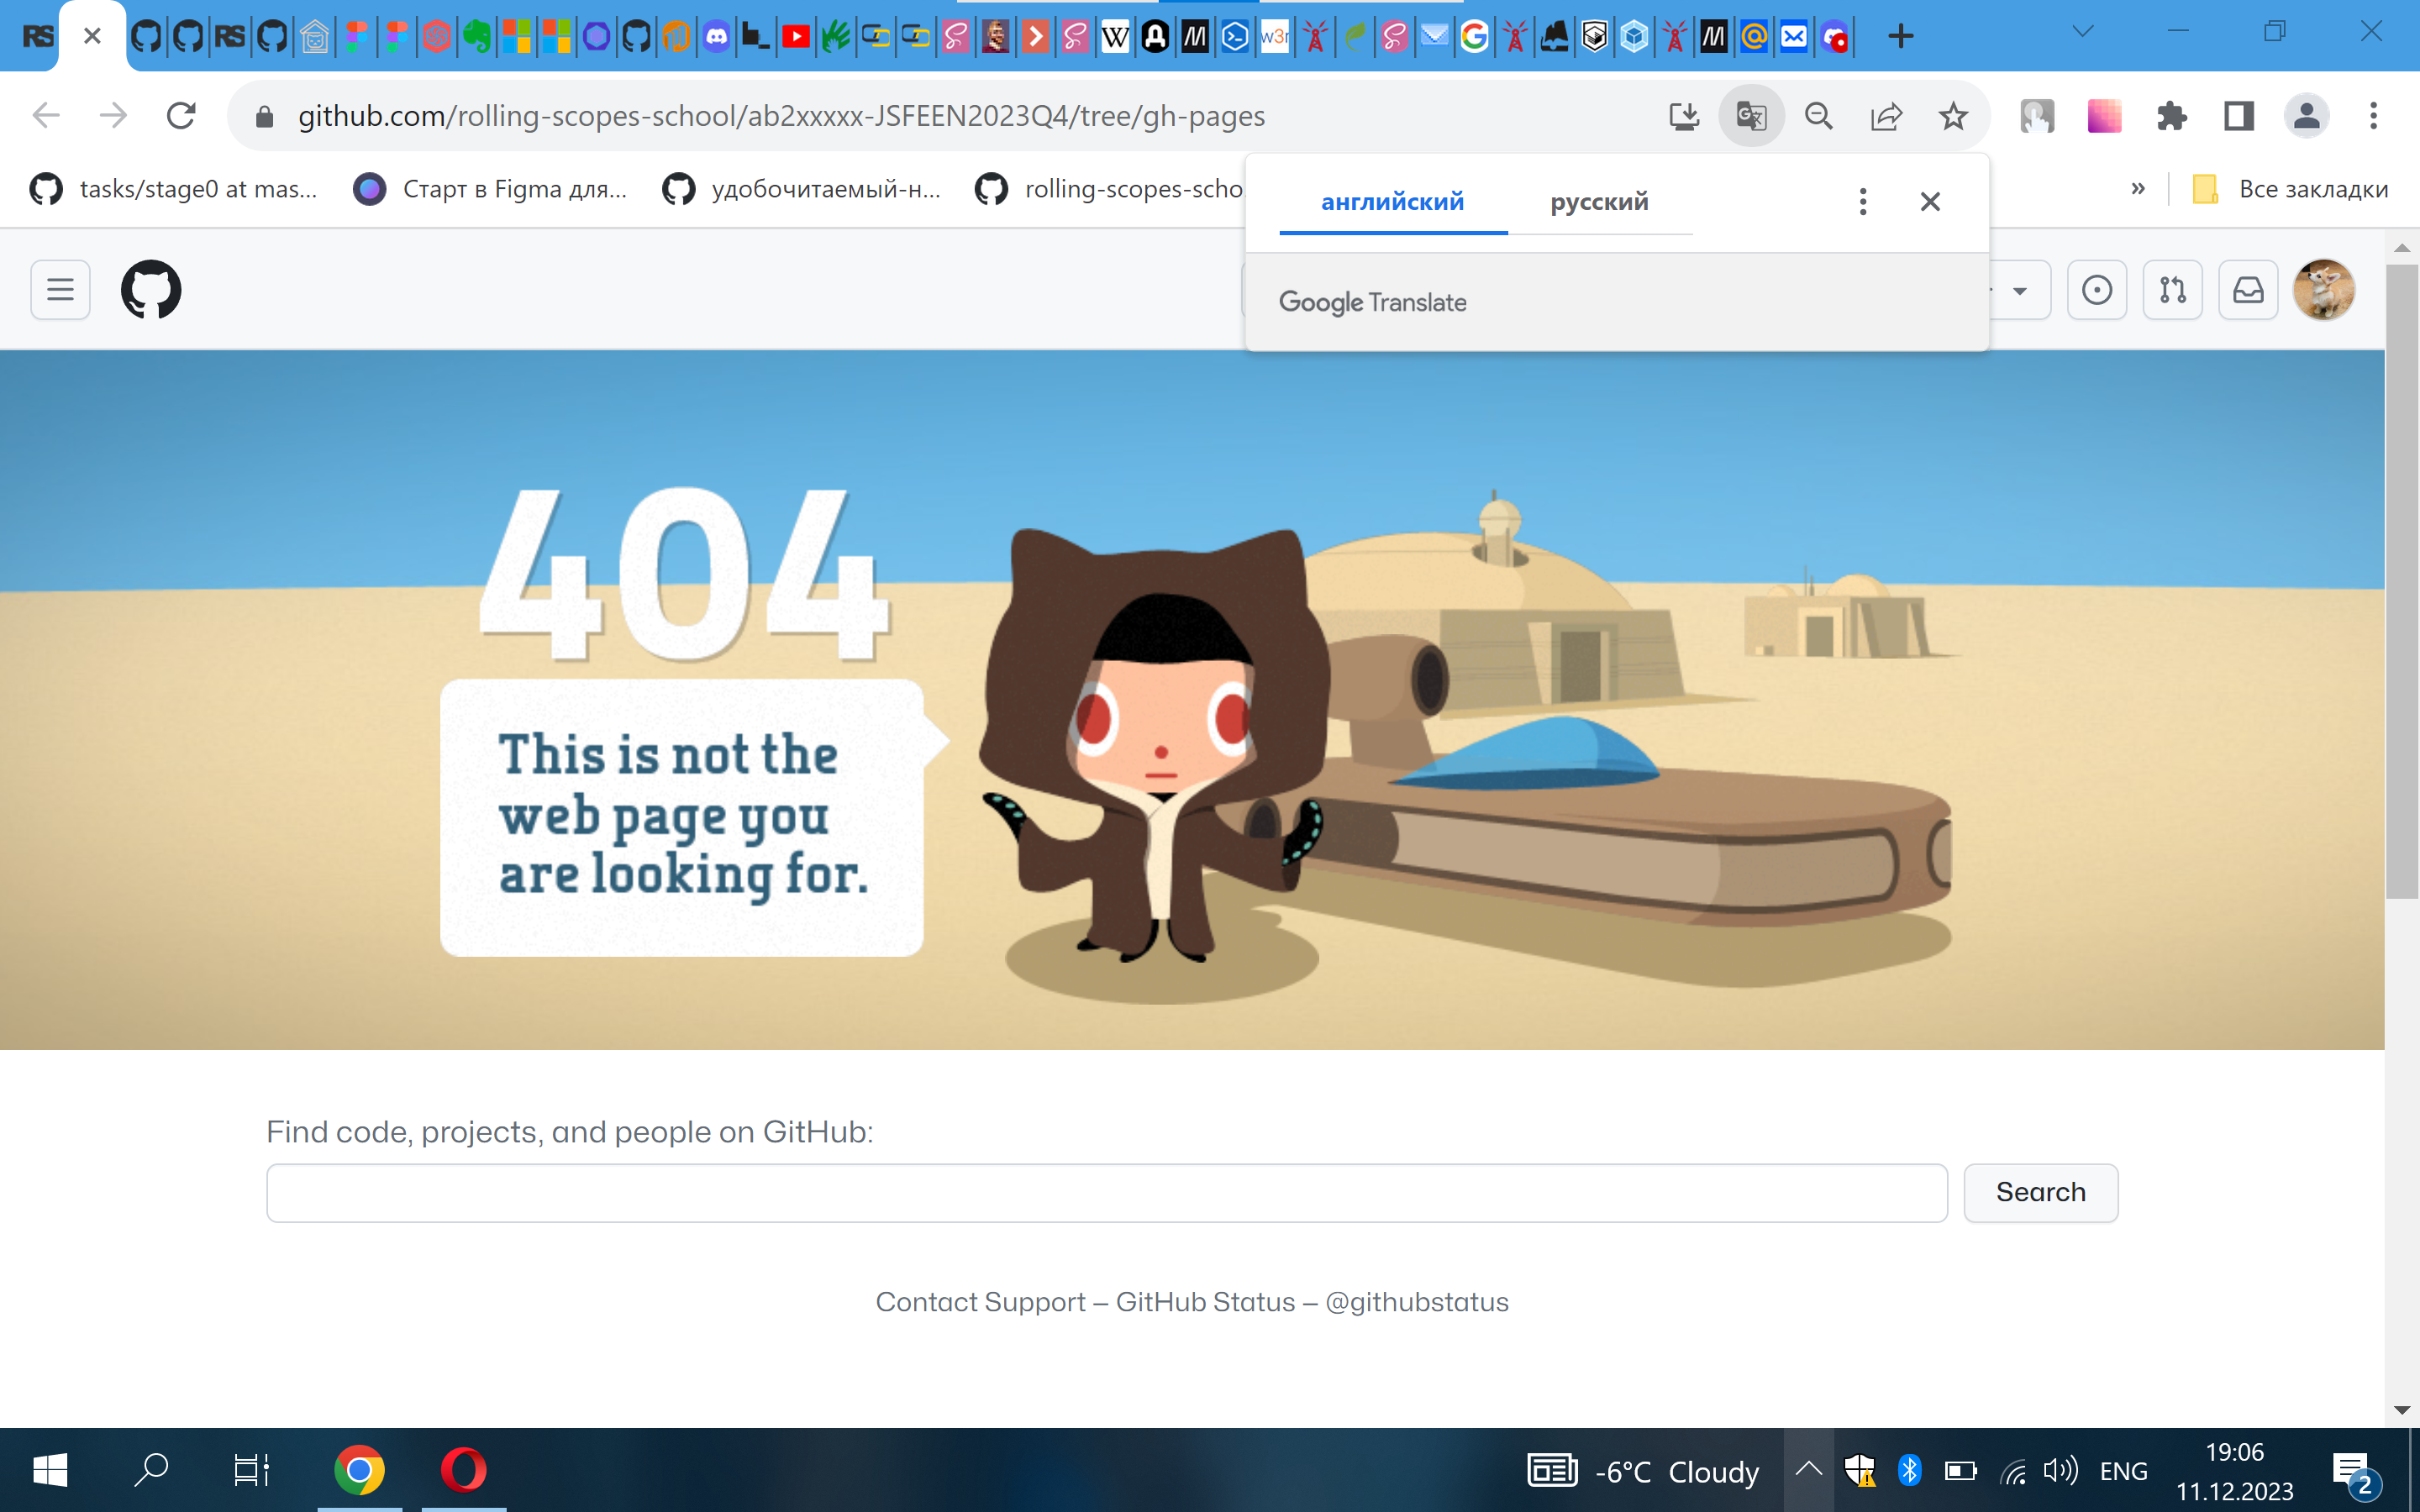 github.com/rolling-scopes-school/ab2xxxxx-JSFEEN2023Q4/tree/gh-pages
tasks/stage0 at mas...
Старт в Figma для...
удобочитаемый-н...
rolling-scopes-scho
»
Все закладки
английский
русский
Google Translate
404
This is not the
web page you
are looking for.
Find code, projects, and people on GitHub:
Search
Contact Support — GitHub Status — @githubstatus
-6°C Cloudy
ENG
19:06
11.12.2023
2